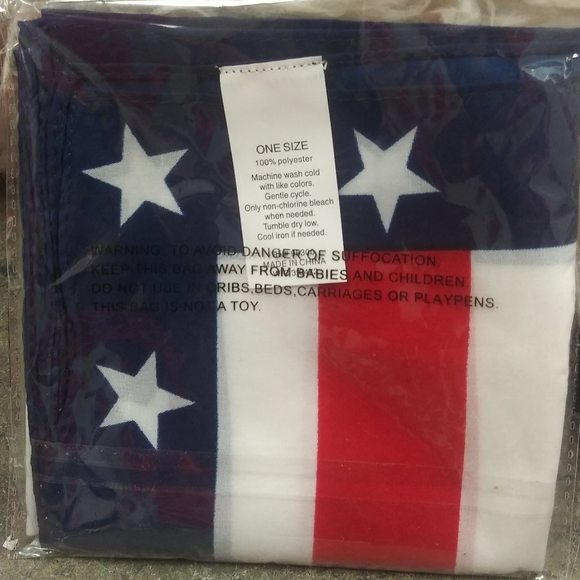 ONE SIZE
100% polyester
Machine wash cold
with like colors.
Gentle cycle.
Only non-chlorine bleach
when needed.
Tumble dry low.
Cool iron if needed.
MADE IN CHINA
WARNING: TO AVOID DANGER OF SUFFOCATION,
KEEP THIS BAG AWAY FROM BABIES AND CHILDREN.
DO NOT USE IN CRIBS,BEDS,CARRIAGES OR PLAYPENS.
THIS BAG IS NOT A TOY.